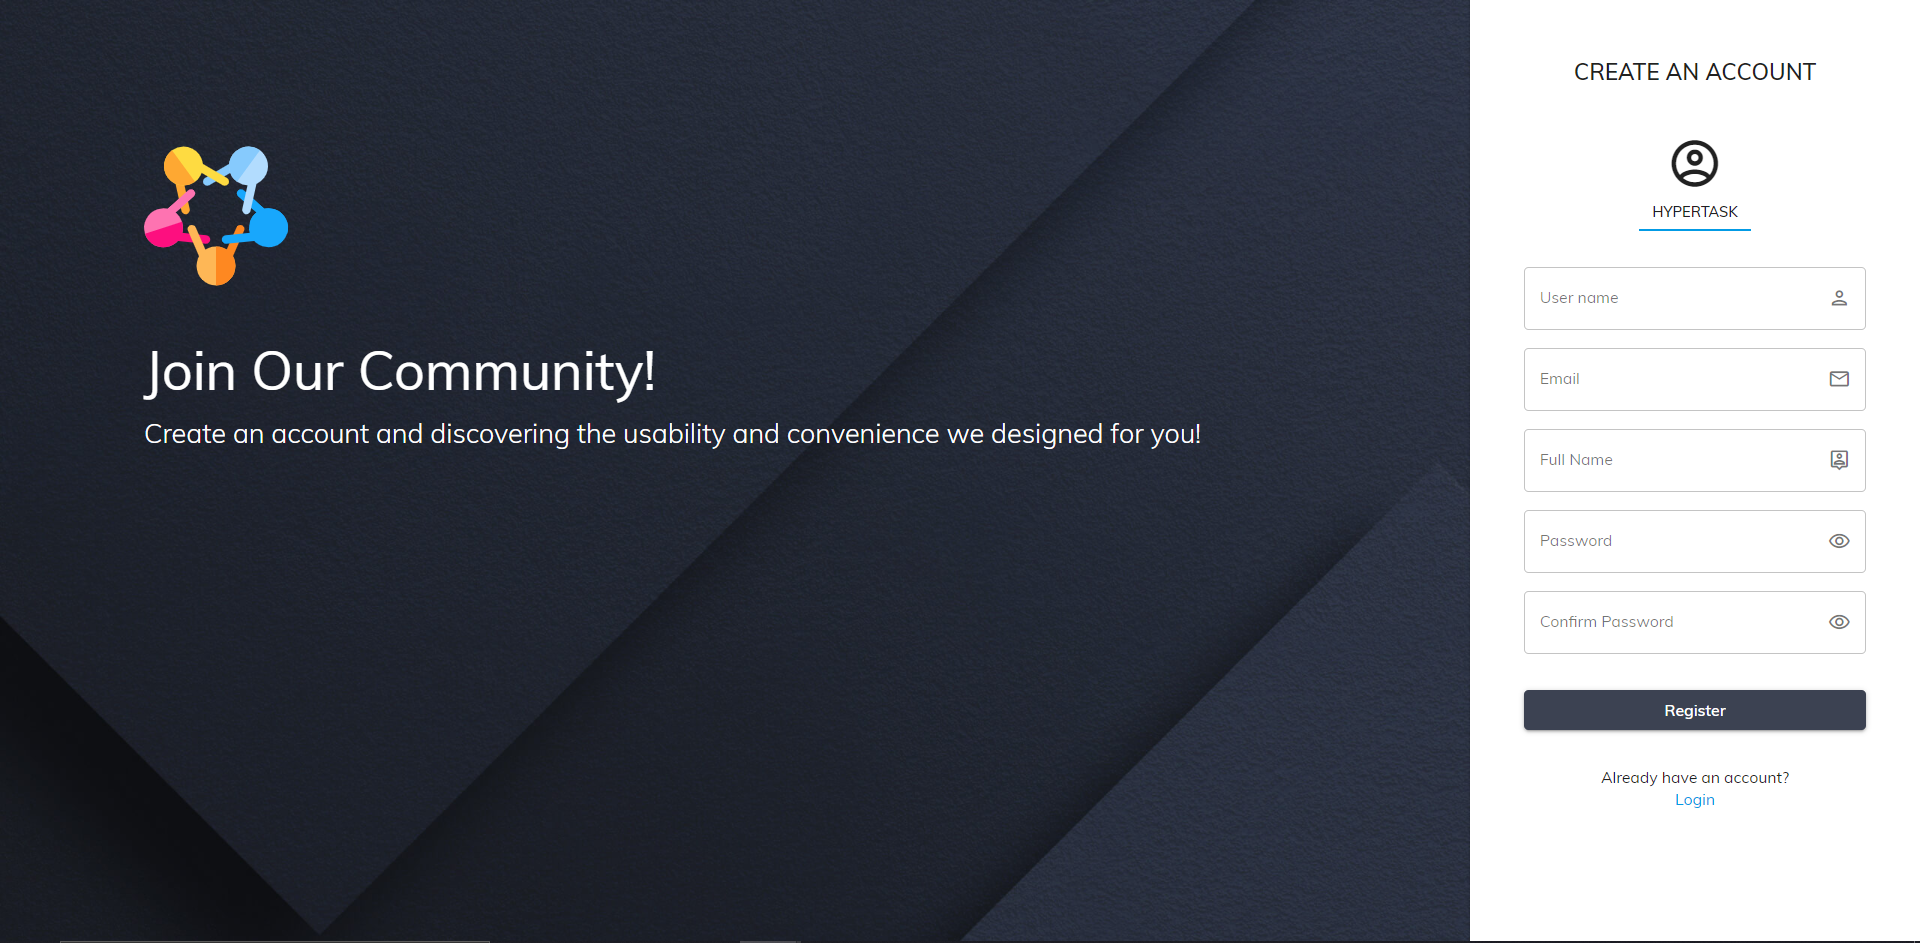 Join Our Community!
Create an account and discovering the usability and convenience we designed for you!
CREATE AN ACCOUNT
HYPERTASK
User name
Email
Full Name
Password
Confirm Password
Register
Already have an account?
Login